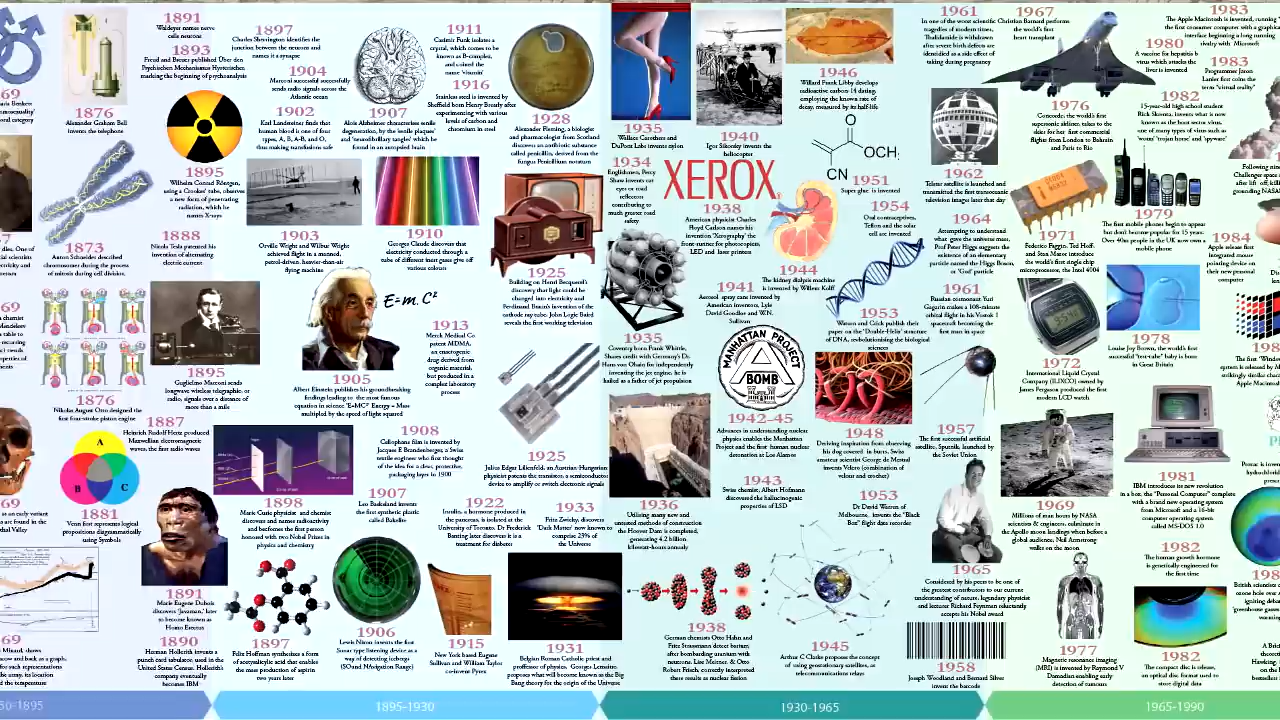 1891
Waldeyer names nerve
cells neurons
1893
Freud and Breuer published Über den
Psychischen Mechanismus Hysterischer,
marking the beginning of psychoanalysis
1876
Alexander Graham Bell
invents the telephone
1895
Wilhelm Conrad Röntgen,
using a Crookes' tube, observes
a new form of penetrating
radiation, which he
names X-rays
1873
Anton Schneider described
chromosomes during the process
of mitosis during cell division.
1888
Nikola Tesla patented his
invention of alternating
electric current.
1895
Guglielmo Marconi sends
longwave wireless telegraphic, or
radio, signals over a distance of
more than a mile
1876
Nikolas August Otto designed the
first four-stroke piston engine
1887
Heinrich Rudolf Hertz produced
Maxwellian electromagnetic
waves, the first radio waves
A
B
C
1881
Venn first represents logical
propositions diagrammatically
using Symbols
1891
Marie Eugene Dubois
discovers 'Javaman,' later
to become known as
Homo Erectus
1890
Herman Hollerith invents a
punch card tabulator, used in the
United States Census. Hollerith's
company eventually
becomes IBM
1897
Charles Sherrington identifies the
junction between the neurons and
names it a synapse
1904
Marconi successful successfully
sends radio signals across the
Atlantic ocean
1902
Karl Landsteiner finds that
human blood is one of four
types, A, B, A-B, and O,
thus making transfusions safe
1907
Alois Alzheimer characterises senile
degeneration, by the 'senile plaques'
and 'neurofibrillary tangles' which he
found in an autopsied brain
1911
Casimir Funk isolates a
crystal, which comes to be
known as B-complex,
and coined the
name 'vitamin'
1916
Stainless steel is invented by
Sheffield born Henry Brearly after
experimenting with various
levels of carbon and
chromium in steel
1928
Alexander Fleming, a biologist
and pharmacologist from Scotland
discovers an antibiotic substance
called penicillin, derived from the
fungus Penicillium notatum
1903
Orville Wright and Wilbur Wright
achieved flight in a manned,
petrol-driven, heavier-than-air
flying machine
1910
Georges Claude discovered that
electricity conducted through a
tube of different inert gases give off
various colours
1925
Building on Henri Becquerel's
discovery that light could be
changed into electricity and
Ferdinand Braun's invention of the
cathode ray tube, John Logie Baird
reveals the first working television
E=m.C²
1905
Albert Einstein publishes his groundbreaking
findings leading to the most famous
equation in science 'E=MC²' Energy = Mass
multiplied by the speed of light squared
1913
Merck Medical Co.
patent MDMA,
an enactogenic
drug derived from
organic material,
but produced in a
complex laboratory
process
1908
Cellophane film is invented by
Jacques E Brandenberger, a Swiss
textile engineer who first thought
of the idea for a clear, protective,
packaging layer in 1900
1925
Julius Edgar Lilienfeld, an Austrian-Hungarian
physicist patents the transistor, a semiconductor
device to amplify or switch electronic signals
1898
Marie Curie physicist and chemist
discovers and names radioactivity
and becomes the first person
honored with two Nobel Prizes in
physics and chemistry
1907
Leo Baekeland invents
the first synthetic plastic
called Bakelite
1922
Insulin, a hormone produced in
the pancreas, is isolated at the
University of Toronto. Dr Frederick
Banting later discovers it is a
treatment for diabetes
1933
Fritz Zwicky, discovers
'Dark Matter' now known to
comprise 23% of
the Universe
1897
Felix Hoffman synthesizes a form
of acetylsalicylic acid that enables
the mass production of aspirin
two years later
1906
Lewis Nixon invents the first
Sonar type listening device as a
way of detecting icebergs
(SOund Navigation Ranging)
1915
New York based Eugene
Sullivan and William Taylor
co-invent Pyrex
1931
Belgian Roman Catholic priest and
professor of physics, Georges Lemaitre
proposes what will become known as the Big
Bang theory for the origin of the Universe
1935
Wallace Carothers and
DuPont Labs invents nylon
1940
Igor Sikorsky invents the
helicopter
1946
Willard Frank Libby develops
radioactive carbon-14 dating,
employing the known rate of
decay, measured by its half-life
1934
Englishmen, Percy
Shaw invents cat
eyes or road
reflectors
contributing to
much greater road
safety
XEROX
1938
American physicist Charles
Floyd Carlson names his
invention 'Xerography' the
front-runner for photocopiers,
LED and laser printers
OCH3
O
CN
1951
Super glue is invented
1954
Oral contraceptives,
Teflon and the solar
cell are invented
1944
The kidney dialysis machine
is invented by Willem Kolff
1941
Aerosol spray cans invented by
American inventors, Lyle
David Goodloe and W.N.
Sullivan
1935
Coventry born Frank Whittle,
Shares credit with Germany's Dr.
Hans von Ohain for independently
inventing the jet engine, he is
hailed as a father of jet propulsion
1953
Watson and Crick publish their
paper on the 'Double-Helix' structure
of DNA, revolutionising the biological
sciences
MANHATTAN PROJECT
A
BOMB
1942-45
Advances in understanding nuclear
physics enables the Manhattan
Project and the first human nuclear
detonation at Los Alamos
1948
Deriving inspiration from observing
his dog covered in burrs, Swiss
amateur scientist George de Mestral
invents Velcro (combination of
velour and crochet)
1936
Utilising many new and
untested methods of construction
the Hoover Dam is completed,
generating 4.2 billion
kilowatt-hours annually
1943
Swiss chemist, Albert Hofmann
discovered the hallucinogenic
properties of LSD
1953
Dr David Warren of
Melbourne, invents the "Black
Box" flight data recorder
1938
German chemists Otto Hahn and
Fritz Strassmann detect barium
after bombarding uranium with
neutrons. Lise Meitner, & Otto
Robert Frisch, correctly interpreted
these results as nuclear fission
1945
Arthur C Clarke proposes the concept
of using geostationary satellites, as
telecommunications relays
1961
In one of the worst scientific
tragedies of modern times,
Thalidomide is withdrawn
after severe birth defects are
identified as a side effect of
taking during pregnancy
1967
Christian Barnard performs
the world's first
heart transplant
1962
Telstar satellite is launched and
transmitted the first transoceanic
television images later that day
1964
Attempting to understand
what gave the universe mass,
Prof Peter Higgs suggests the
existence of an elementary
particle named the Higgs Boson,
or 'God' particle
1961
Russian cosmonaut Yuri
Gagarin makes a 108-minute
orbital flight in his Vostok 1
spacecraft becoming the
first man in space
1957
The first successful artificial
satellite, Sputnik, launched by
the Soviet Union
1965
Considered by his peers to be one of
the greatest contributors to our current
understanding of nature, legendary physicist
and lecturer Richard Feynman reluctantly
accepts his Nobel award
1958
Joseph Woodland and Bernard Silver
invent the barcode
1976
Concorde, the world's first
supersonic airliner, takes to the
skies for her first commercial
flights from London to Bahrain
and Paris to Rio
1971
Federico Faggin, Ted Hoff,
and Stan Mazor introduce
the world's first single chip
microprocessor, the Intel 4004
1972
International Liquid Crystal
Company (ILIXCO) owned by
James Ferguson produced the first
modern LCD watch
1969
Millions of man hours by NASA
scientists & engineers, culminate in
the Apollo moon landings when before a
global audience, Neil Armstrong
walks on the moon
1977
Magnetic resonance imaging
(MRI) is invented by Raymond V
Damadian enabling early
detection of tumours
1983
The Apple Macintosh is invented, running
the first consumer computer with a graphical
interface beginning a long running
rivalry with Microsoft
1980
A vaccine for hepatitis b
virus which attacks the
liver is invented
1983
Programmer Jaron
Lanier first coins the
term "virtual reality"
1982
15-year-old high school student
Rick Skrenta, invents what is now
known as the boot sector virus,
one of many types of virus such as
'worms' 'trojan horse' and 'spyware'
1979
The first mobile phones begin to appear
but don't become popular for 15 years.
Over 40m people in the UK now own a
mobile phone
1984
Apple release first
integrated mouse
pointing device on
their new personal
computer
1978
Louise Joy Brown, the world's first
successful "test-tube" baby is born
in Great Britain
1981
IBM introduces its new revolution
in a box, the "Personal Computer" complete
with a brand new operating system
from Microsoft and a 16-bit
computer operating system
called MS-DOS 1.0
1982
The human growth hormone
is genetically engineered for
the first time
1982
The compact disc is release,
an optical disc format used to
store digital data
50-1895
1895-1930
1930-1965
1965-1990